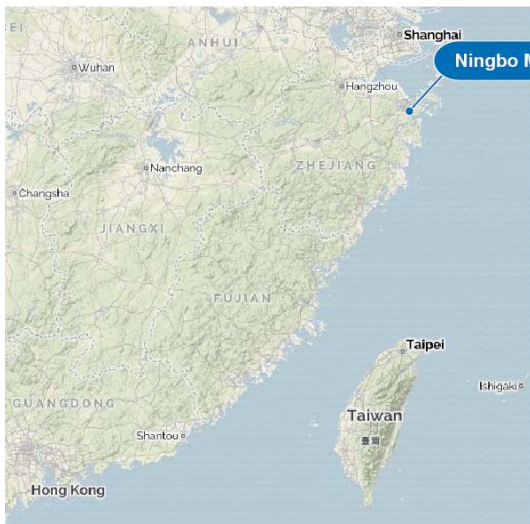 EI
ANHUI
Shanghai
Ningbo M
Wuhan
Hangzhou
Nanchang
ZHEJIANG
Changsha
JIANGXI
FUJIAN
Taipei
Ishigaki
GUANGDONG
Taiwan
臺灣
Shantou
Hong Kong